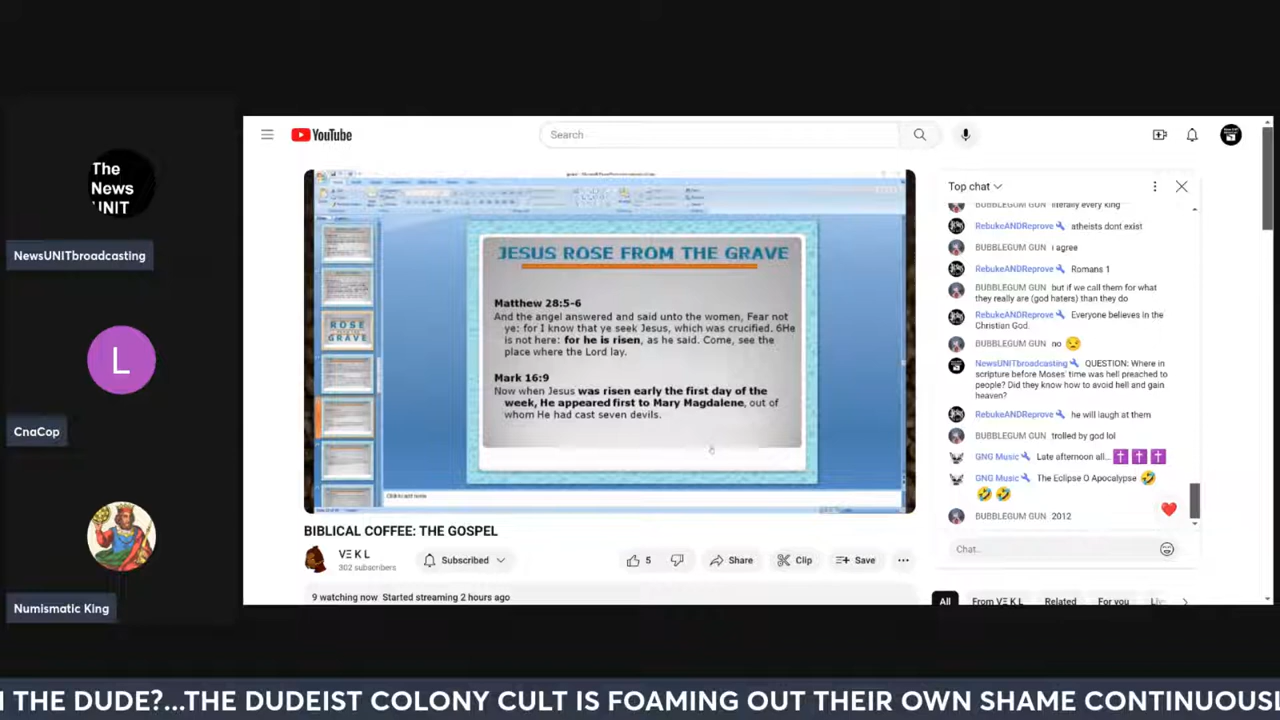 The
News
UNIT
NewsUNITbroadcasting
L
CnaCop
Numismatic King
YouTube
Search
JESUS ROSE FROM THE GRAVE
Matthew 28:5-6
And the angel answered and said unto the women, Fear not
ye: for I know that ye seek Jesus, which was crucified. 6He
is not here: for he is risen, as he said. Come, see the
place where the Lord lay.
Mark 16:9
Now when Jesus was risen early the first day of the
week, He appeared first to Mary Magdalene, out of
whom He had cast seven devils.
ROSE
GRAVE
Click to add notes
BIBLICAL COFFEE: THE GOSPEL
VΞ K L
302 subscribers
Subscribed
5
Share
Clip
Save
9 watching now Started streaming 2 hours ago
Top chat
BUBBLEGUM GUN literally every king
RebukeANDReprove atheists dont exist
BUBBLEGUM GUN i agree
RebukeANDReprove Romans 1
BUBBLEGUM GUN but if we call them for what
they really are (god haters) than they do
RebukeANDReprove Everyone believes in the
Christian God.
BUBBLEGUM GUN no
NewsUNITbroadcasting QUESTION: Where in
scripture before Moses' time was hell preached to
people? Did they know how to avoid hell and gain
heaven?
RebukeANDReprove he will laugh at them
BUBBLEGUM GUN trolled by god lol
GNG Music Late afternoon all...
GNG Music The Eclipse O Apocalypse
BUBBLEGUM GUN 2012
Chat...
All From VΞ K L Related For you Li
THE DUDE?...THE DUDEIST COLONY CULT IS FOAMING OUT THEIR OWN SHAME CONTINUOUSL